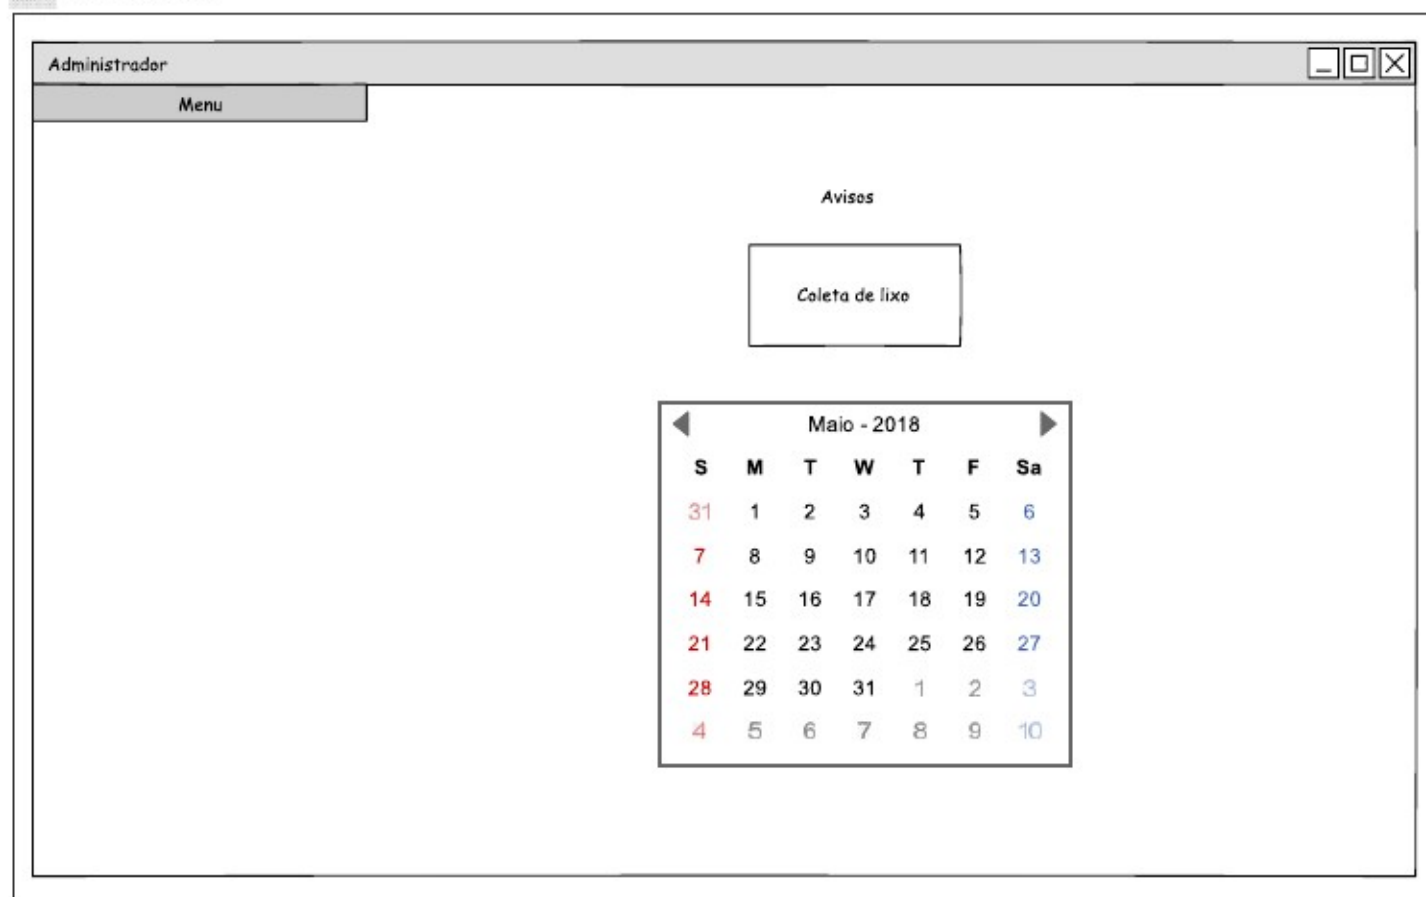 Administrador
Menu
Avisos
Coleta de lixo
Maio - 2018
S M T W T F Sa
31 1 2 3 4 5 6
7 8 9 10 11 12 13
14 15 16 17 18 19 20
21 22 23 24 25 26 27
28 29 30 31 1 2 3
4 5 6 7 8 9 10